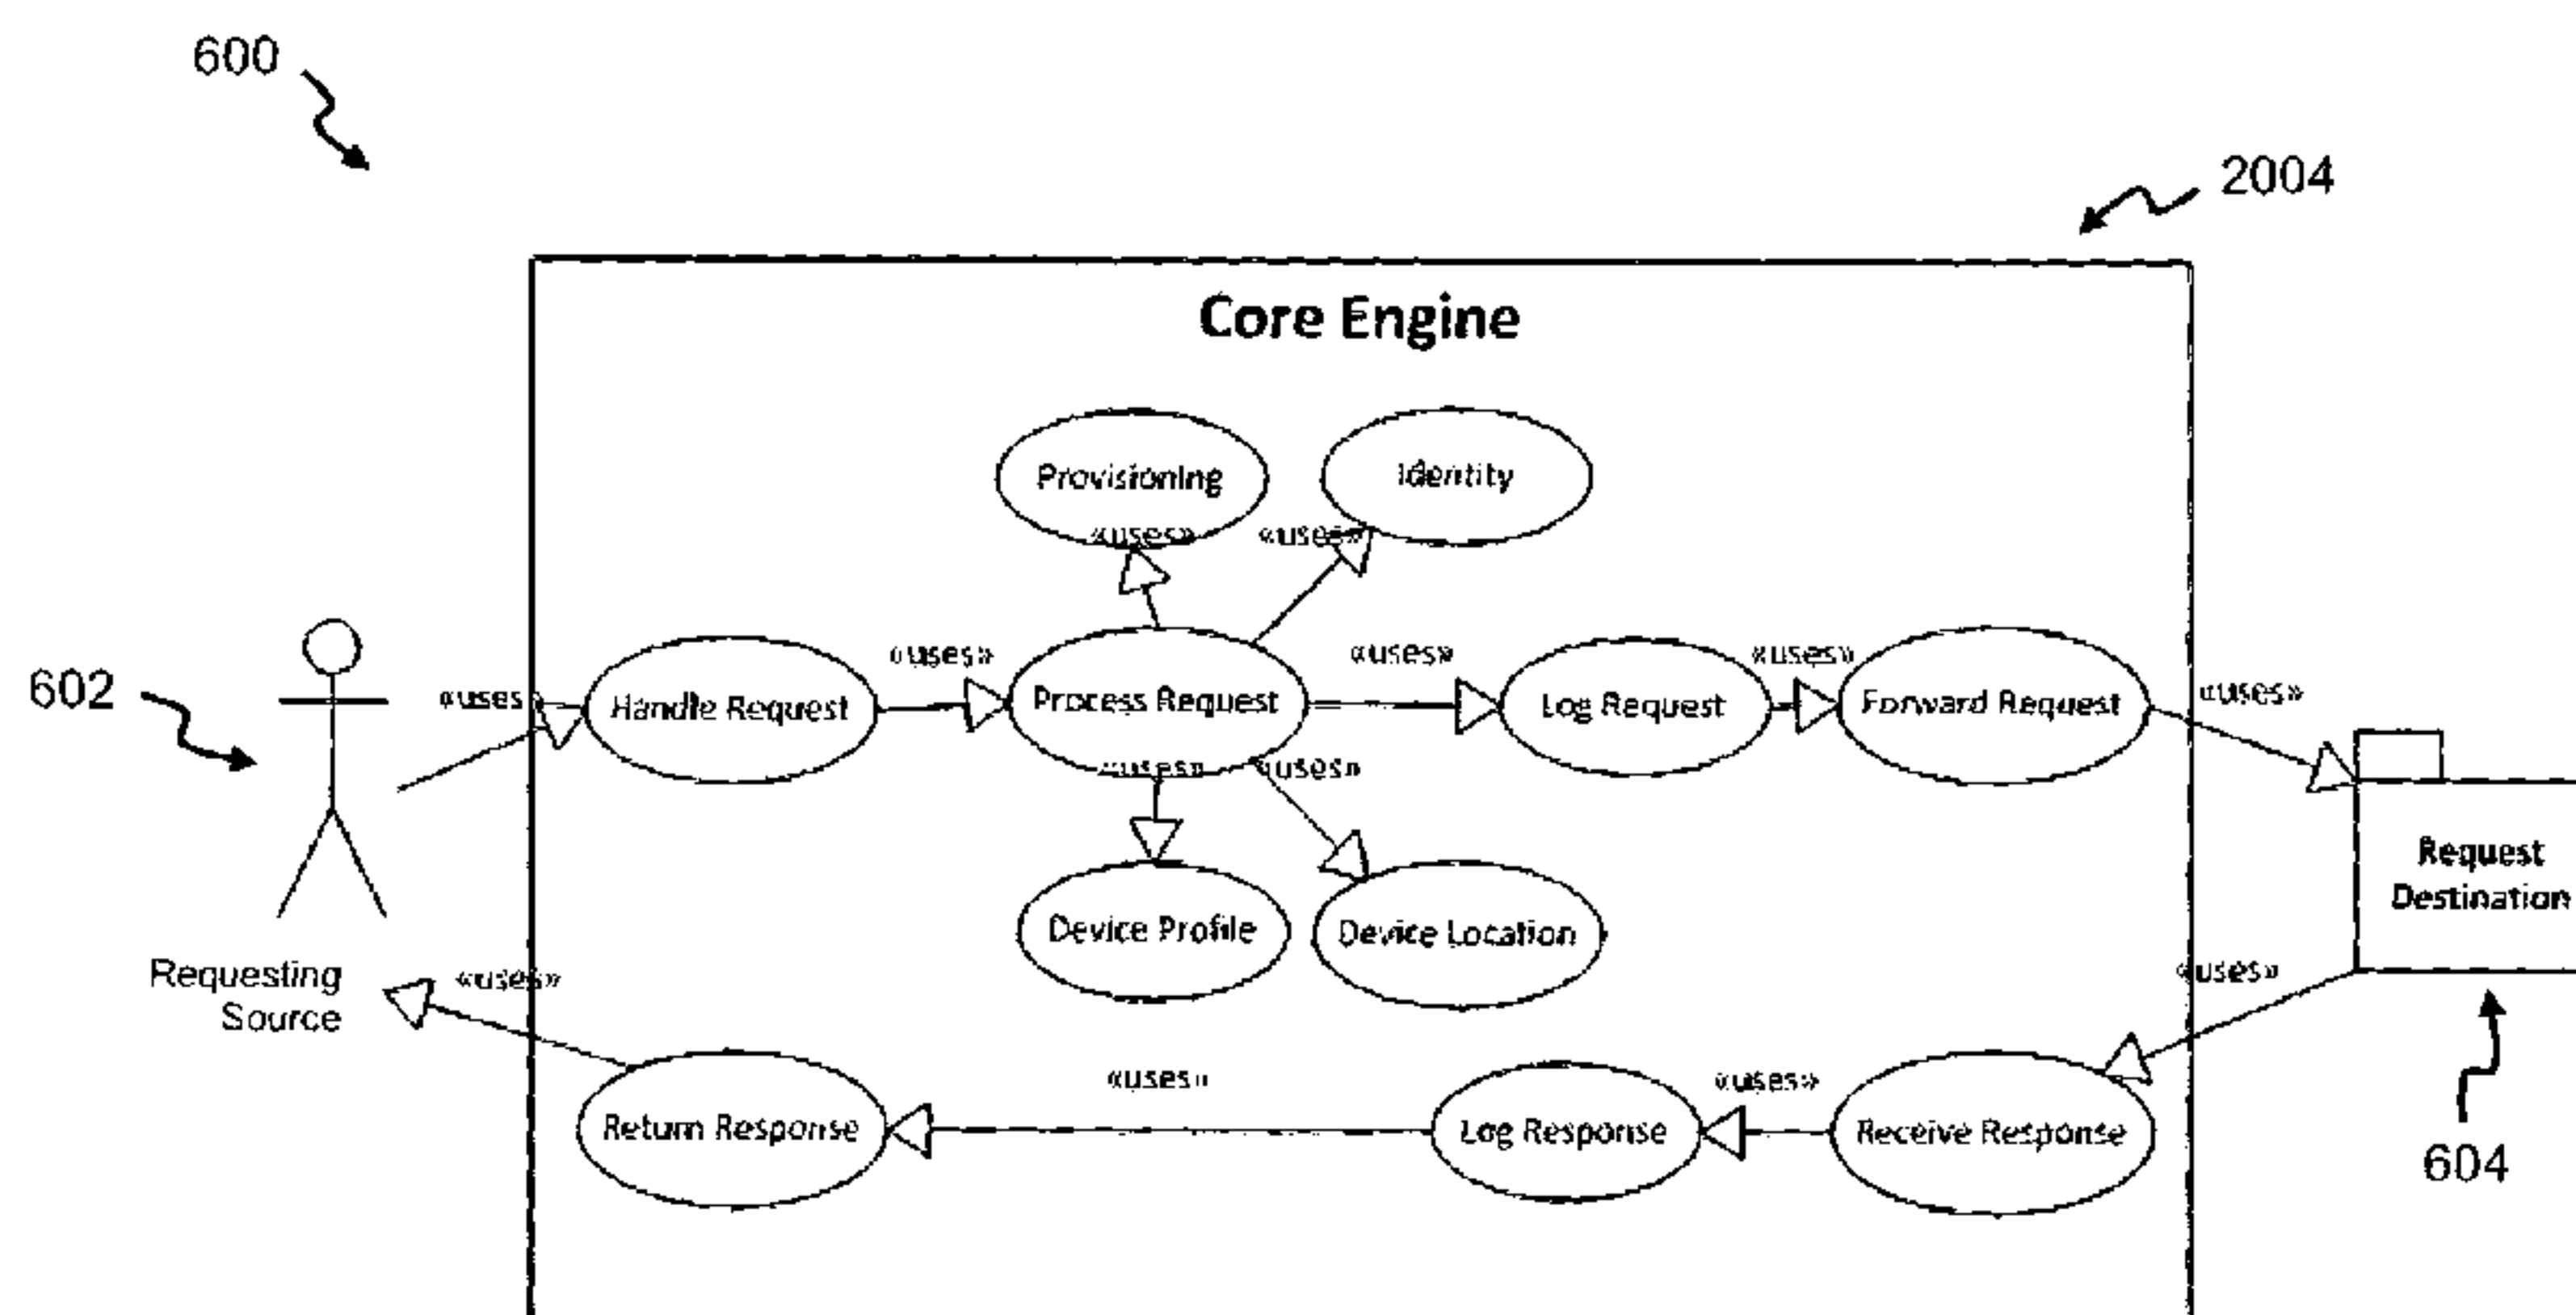 600
2004
Core Engine
Provisioning
Identity
«uses»
«uses»
602
«uses»
Handle Request
«uses»
Process Request
«uses»
Log Request
«uses»
Forward Request
«uses»
«uses»
«uses»
Request
Destination
Device Profile
Device Location
Requesting
Source
«uses»
«uses»
Return Response
«uses»
Log Response
«uses»
Receive Response
604